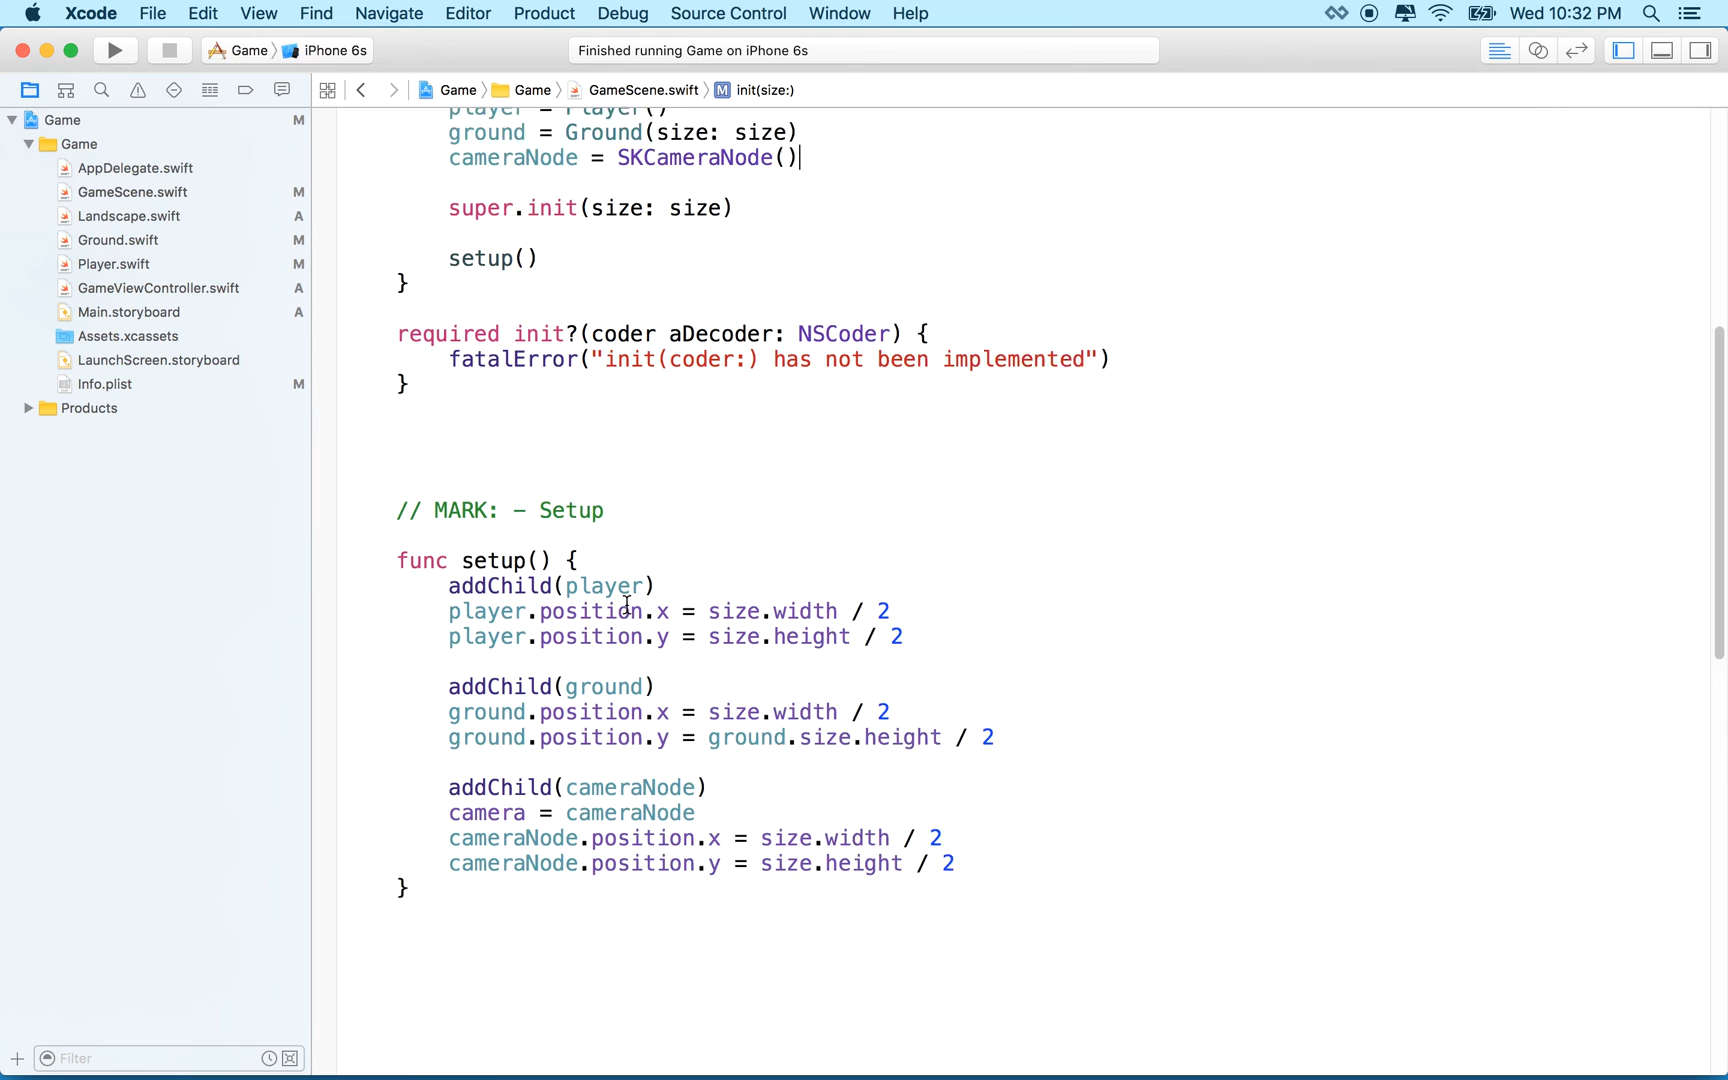 Xcode File Edit View Find Navigate Editor Product Debug Source Control Window Help Wed 10:32 PM
Game iPhone 6s Finished running Game on iPhone 6s
Game Game GameScene.swift M init(size:)
Game M
Game
AppDelegate.swift
GameScene.swift M
Landscape.swift A
Ground.swift M
Player.swift M
GameViewController.swift A
Main.storyboard A
Assets.xcassets
LaunchScreen.storyboard
Info.plist M
Products
Filter
player = Player()
ground = Ground(size: size)
cameraNode = SKCameraNode()
super.init(size: size)
setup()
}
required init?(coder aDecoder: NSCoder) {
fatalError("init(coder:) has not been implemented")
}
// MARK: - Setup
func setup() {
addChild(player)
player.position.x = size.width / 2
player.position.y = size.height / 2
addChild(ground)
ground.position.x = size.width / 2
ground.position.y = ground.size.height / 2
addChild(cameraNode)
camera = cameraNode
cameraNode.position.x = size.width / 2
cameraNode.position.y = size.height / 2
}